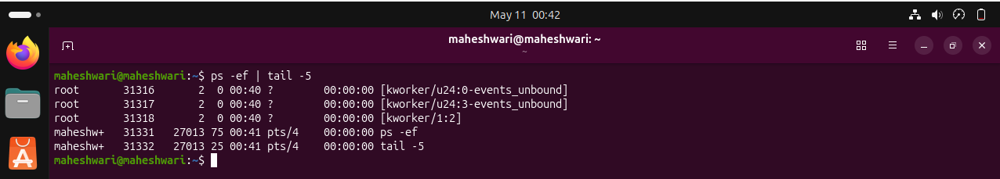 May 11 00:42
maheshwari@maheshwari: ~
~
maheshwari@maheshwari:~$ ps -ef | tail -5
root       31316       2  0 00:40 ?        00:00:00 [kworker/u24:0-events_unbound]
root       31317       2  0 00:40 ?        00:00:00 [kworker/u24:3-events_unbound]
root       31318       2  0 00:40 ?        00:00:00 [kworker/1:2]
maheshw+   31331   27013 75 00:41 pts/4    00:00:00 ps -ef
maheshw+   31332   27013 25 00:41 pts/4    00:00:00 tail -5
maheshwari@maheshwari:~$